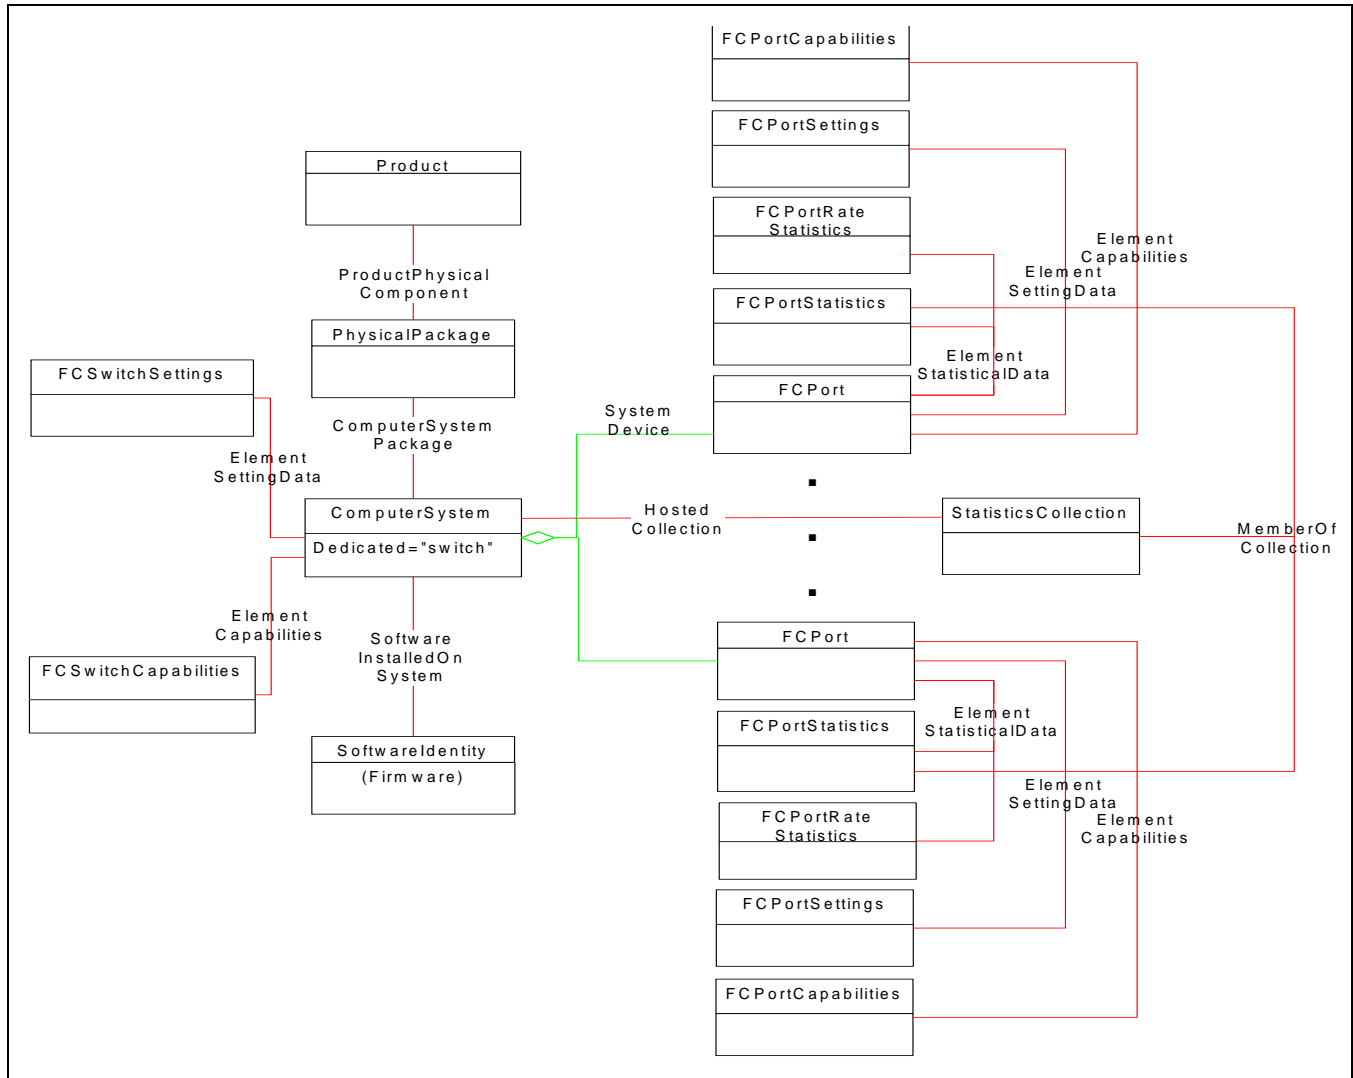 FCPortCapabilities
FCPortSettings
Product
FCPortRate
Statistics
Element
Capabilities
ProductPhysical
Component
Element
SettingData
FCPortStatistics
PhysicalPackage
Element
StatisticalData
FCSwitchSettings
FCPort
System
Device
ComputerSystem
Package
Element
SettingData
ComputerSystem
Dedicated="switch"
Hosted
Collection
StatisticsCollection
MemberOf
Collection
Element
Capabilities
Software
InstalledOn
System
FCPort
FCSwitchCapabilities
FCPortStatistics
Element
StatisticalData
SoftwareIdentity
(Firmware)
Element
SettingData
FCPortRate
Statistics
Element
Capabilities
FCPortSettings
FCPortCapabilities